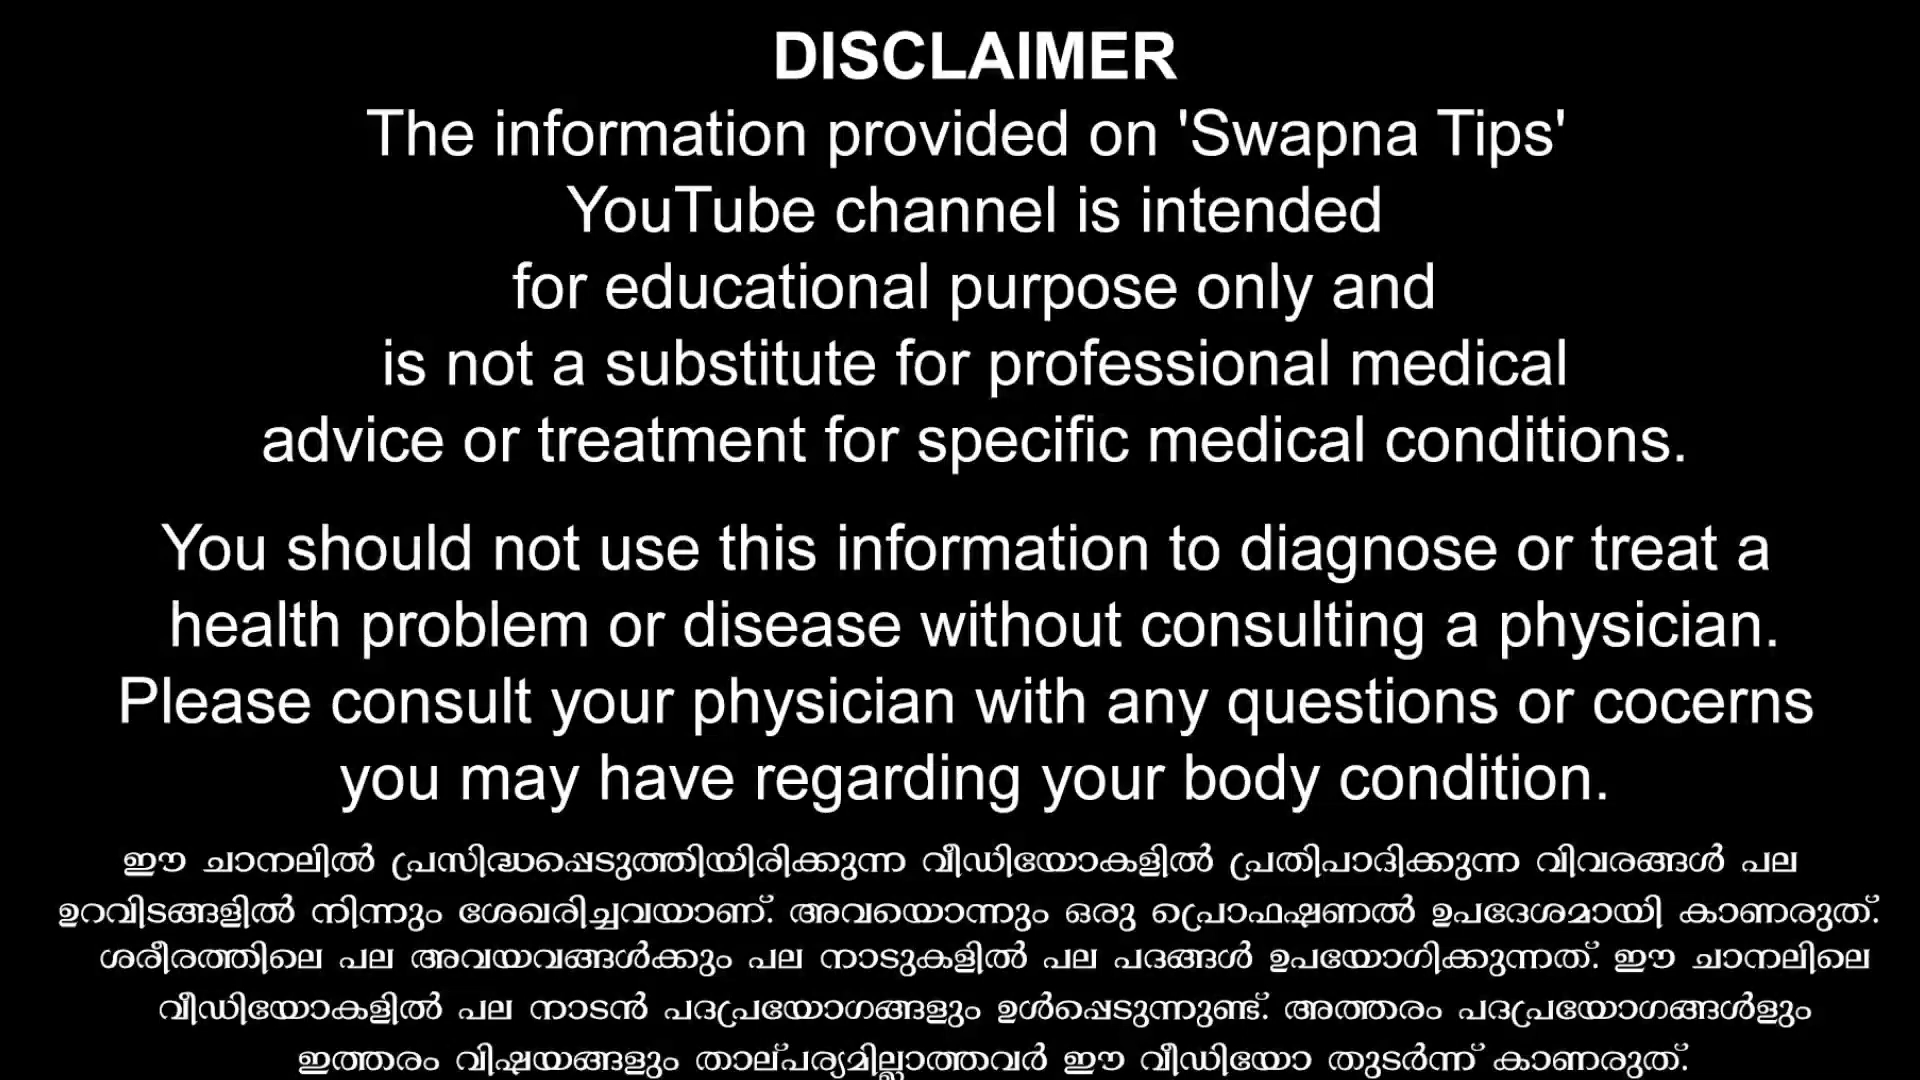 DISCLAIMER
The information provided on 'Swapna Tips'
YouTube channel is intended
for educational purpose only and
is not a substitute for professional medical
advice or treatment for specific medical conditions.
You should not use this information to diagnose or treat a
health problem or disease without consulting a physician.
Please consult your physician with any questions or cocerns
you may have regarding your body condition.
ഈ ചാനലിൽ പ്രസിദ്ധപ്പെടുത്തിയിരിക്കുന്ന വീഡിയോകളിൽ പ്രതിപാദിക്കുന്ന വിവരങ്ങൾ പല
ഉറവിടങ്ങളിൽ നിന്നും ശേഖരിച്ചവയാണ്. അവയൊന്നും ഒരു പ്രൊഫഷണൽ ഉപദേശമായി കാണരുത്.
ശരീരത്തിലെ പല അവയവങ്ങൾക്കും പല നാടുകളിൽ പല പദങ്ങൾ ഉപയോഗിക്കുന്നത്. ഈ ചാനലിലെ
വീഡിയോകളിൽ പല നാടൻ പദപ്രയോഗങ്ങളും ഉൾപ്പെടുന്നുണ്ട്. അത്തരം പദപ്രയോഗങ്ങൾളും
ഇത്തരം വിഷയങ്ങളും താല്പര്യമില്ലാത്തവർ ഈ വീഡിയോ തുടർന്ന് കാണരുത്.